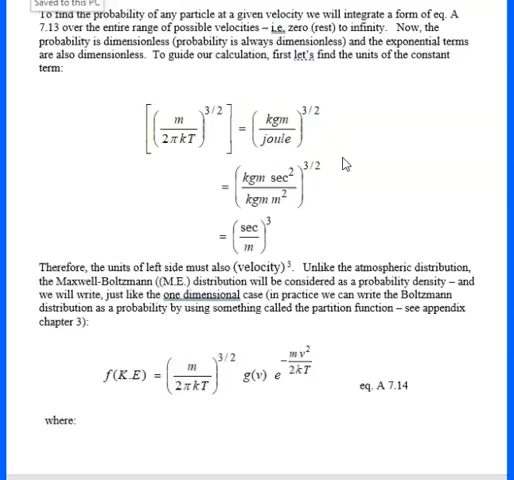 Saved to this PC
To find the probability of any particle at a given velocity we will integrate a form of eq. A
7.13 over the entire range of possible velocities – i.e. zero (rest) to infinity. Now, the
probability is dimensionless (probability is always dimensionless) and the exponential terms
are also dimensionless. To guide our calculation, first let's find the units of the constant
term:
[(m / 2πkT)^3/2] = (kgm / joule)^3/2
= (kgm sec^2 / kgm m^2)^3/2
= (sec / m)^3
Therefore, the units of left side must also (velocity)^3. Unlike the atmospheric distribution,
the Maxwell-Boltzmann ((M.E.) distribution will be considered as a probability density – and
we will write, just like the one dimensional case (in practice we can write the Boltzmann
distribution as a probability by using something called the partition function – see appendix
chapter 3):
f(K.E) = (m / 2πkT)^3/2 g(v) e^-mv^2/2kT eq. A 7.14
where: